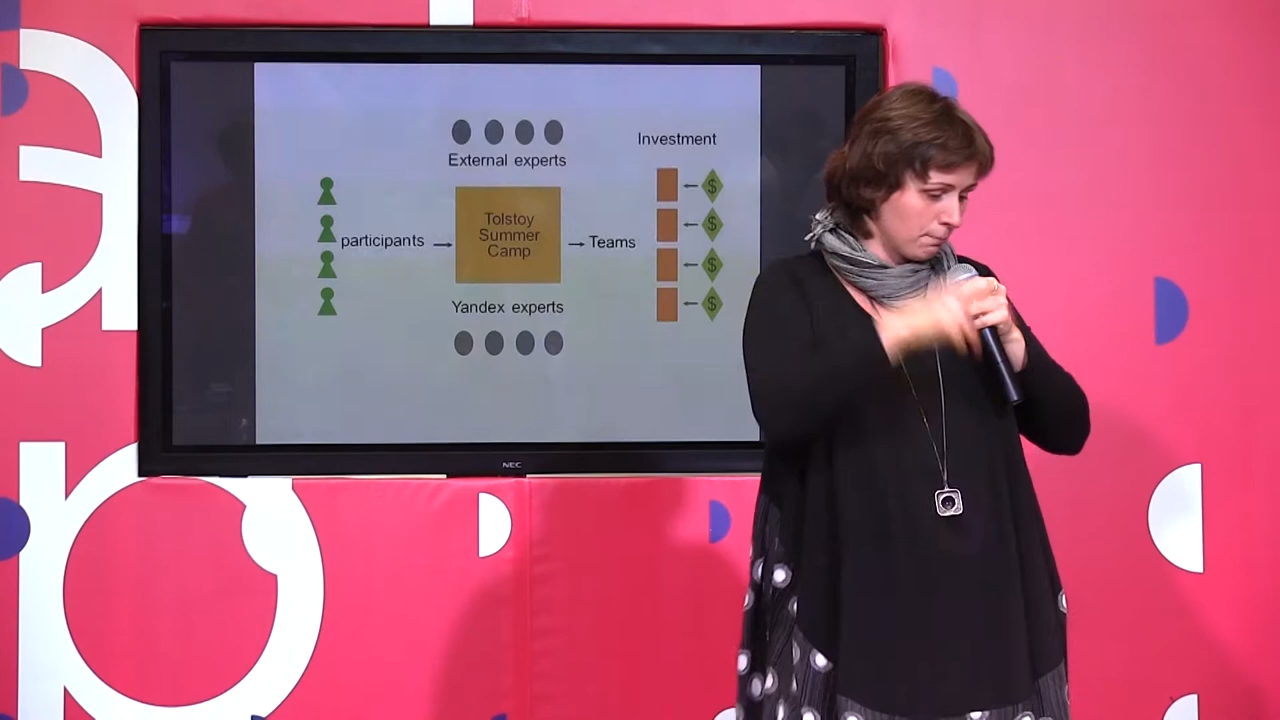 External experts
Investment
participants
Tolstoy
Summer
Camp
Teams
Yandex experts
$
$
$
$
NEC